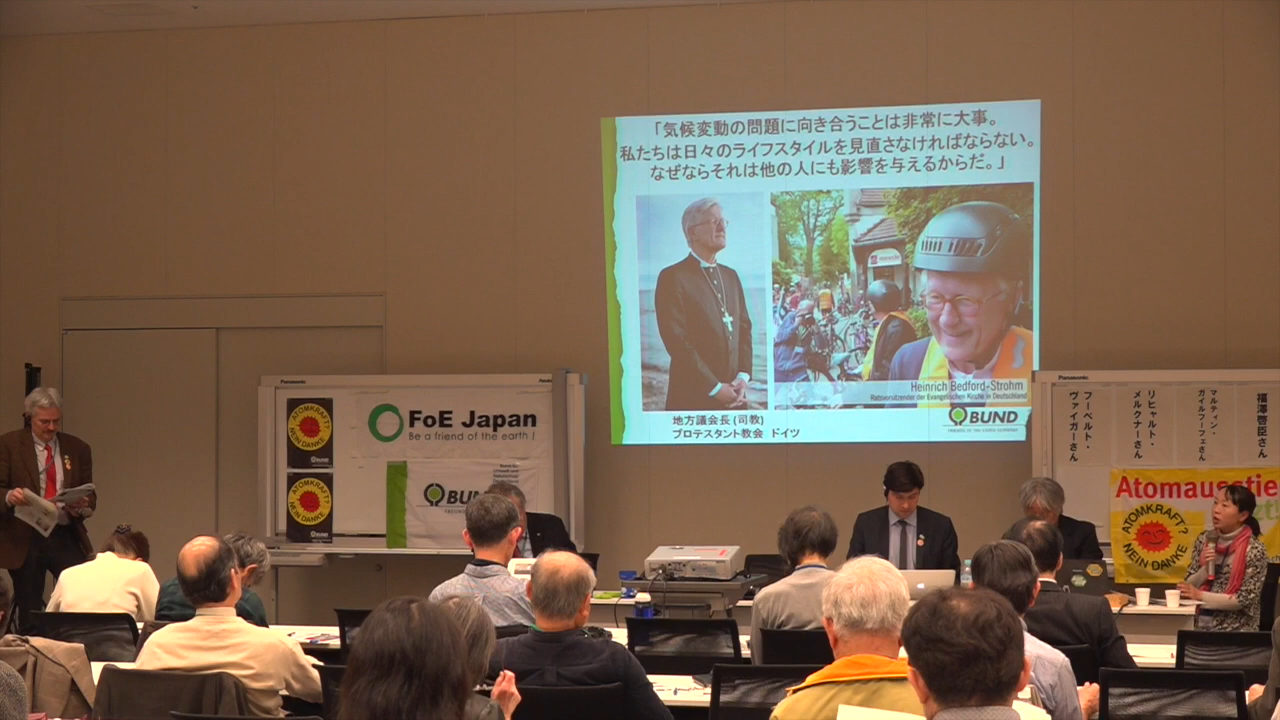 「気候変動の問題に向き合うことは非常に大事。
私たちは日々のライフスタイルを見直さなければならない。
なぜならそれは他の人にも影響を与えるからだ。」
Heinrich Bedford-Strohm
Ratsvorsitzender der Evangelischen Kirche in Deutschland
地方議会長 (司教)
プロテスタント教会 ドイツ
BUND
FRIENDS OF THE EARTH GERMANY
Panasonic
ATOMKRAFT?
NEIN DANKE
FoE Japan
Be a friend of the earth !
ATOMKRAFT?
NEIN DANKE
BUN
Panasonic
フーベルト・
ヴァイガーさん
リヒャルト・
メルクナーさん
マルティン・
ガイルフーフェさん
福澤啓臣さん
Atomausstie
ATOMKRAFT?
NEIN DANKE